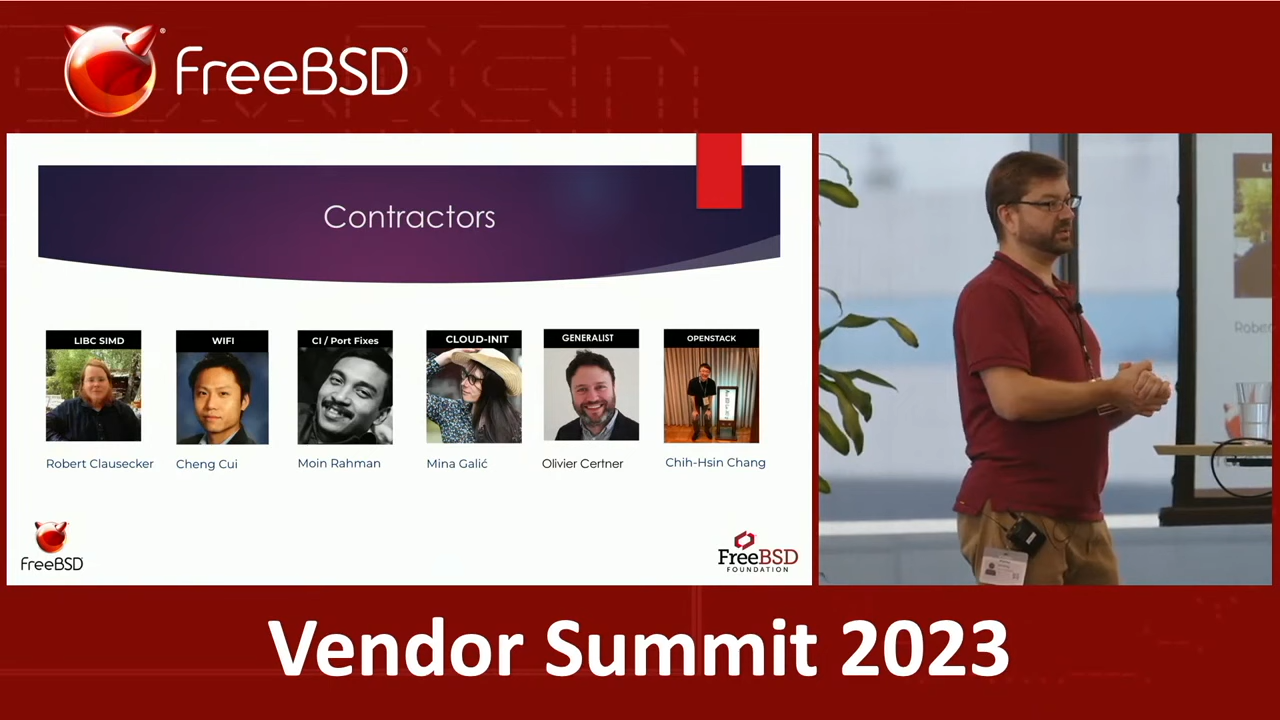 FreeBSD®
Contractors
LIBC SIMD
WIFI
CI / Port Fixes
CLOUD-INIT
GENERALIST
OPENSTACK
Robert Clausecker
Cheng Cui
Moin Rahman
Mina Galić
Olivier Certner
Chih-Hsin Chang
FreeBSD
FreeBSD
FOUNDATION
Vendor Summit 2023